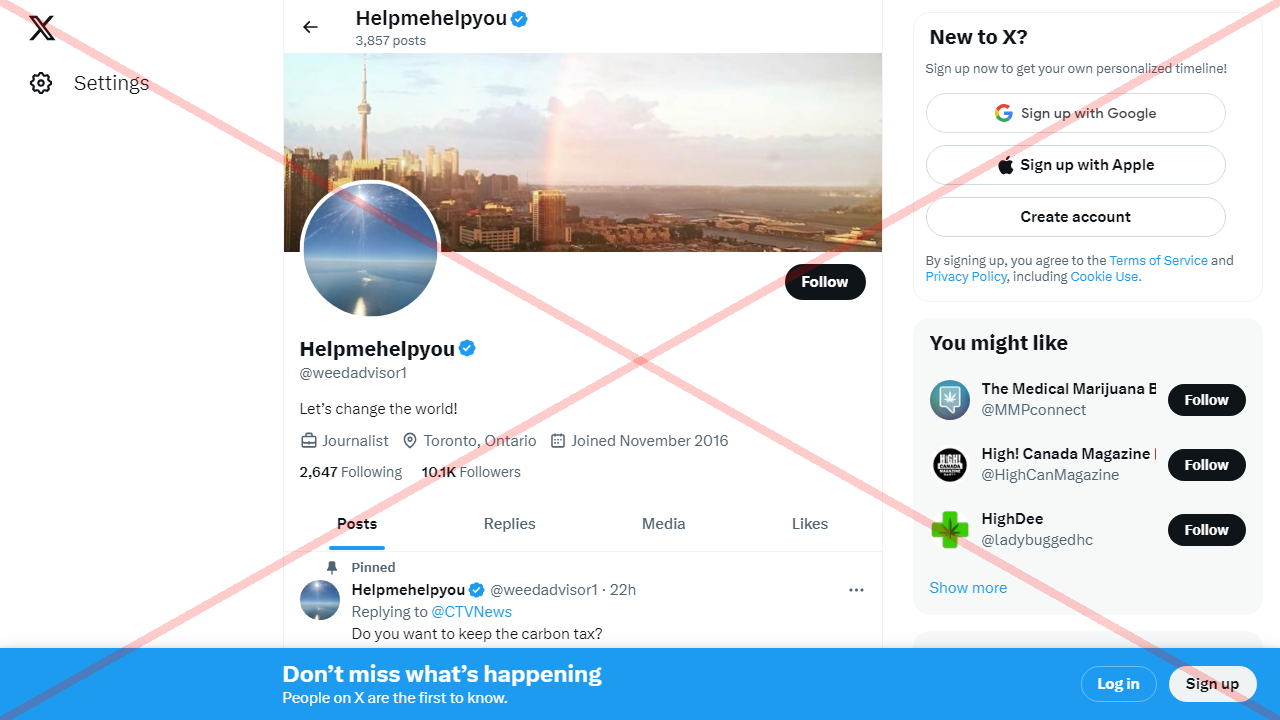 Settings
Helpmehelpyou
3,857 posts
Follow
Helpmehelpyou
@weedadvisor1
Let's change the world!
Journalist Toronto, Ontario Joined November 2016
2,647 Following 10.1K Followers
Posts Replies Media Likes
Pinned
Helpmehelpyou @weedadvisor1 · 22h
Replying to @CTVNews
Do you want to keep the carbon tax?
New to X?
Sign up now to get your own personalized timeline!
Sign up with Google
Sign up with Apple
Create account
By signing up, you agree to the Terms of Service and
Privacy Policy, including Cookie Use.
You might like
The Medical Marijuana
@MMPconnect
Follow
High! Canada Magazine
@HighCanMagazine
Follow
HighDee
@ladybuggedhc
Follow
Show more
Don't miss what's happening
People on X are the first to know.
Log in
Sign up